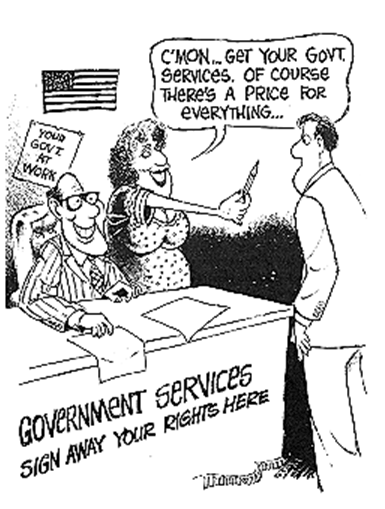 C'MON... GET YOUR GOVT.
SERVICES. OF COURSE
THERE'S A PRICE FOR
EVERYTHING...
YOUR
GOV'T
AT
WORK
GOVERNMENT SERVICES
SIGN AWAY YOUR RIGHTS HERE